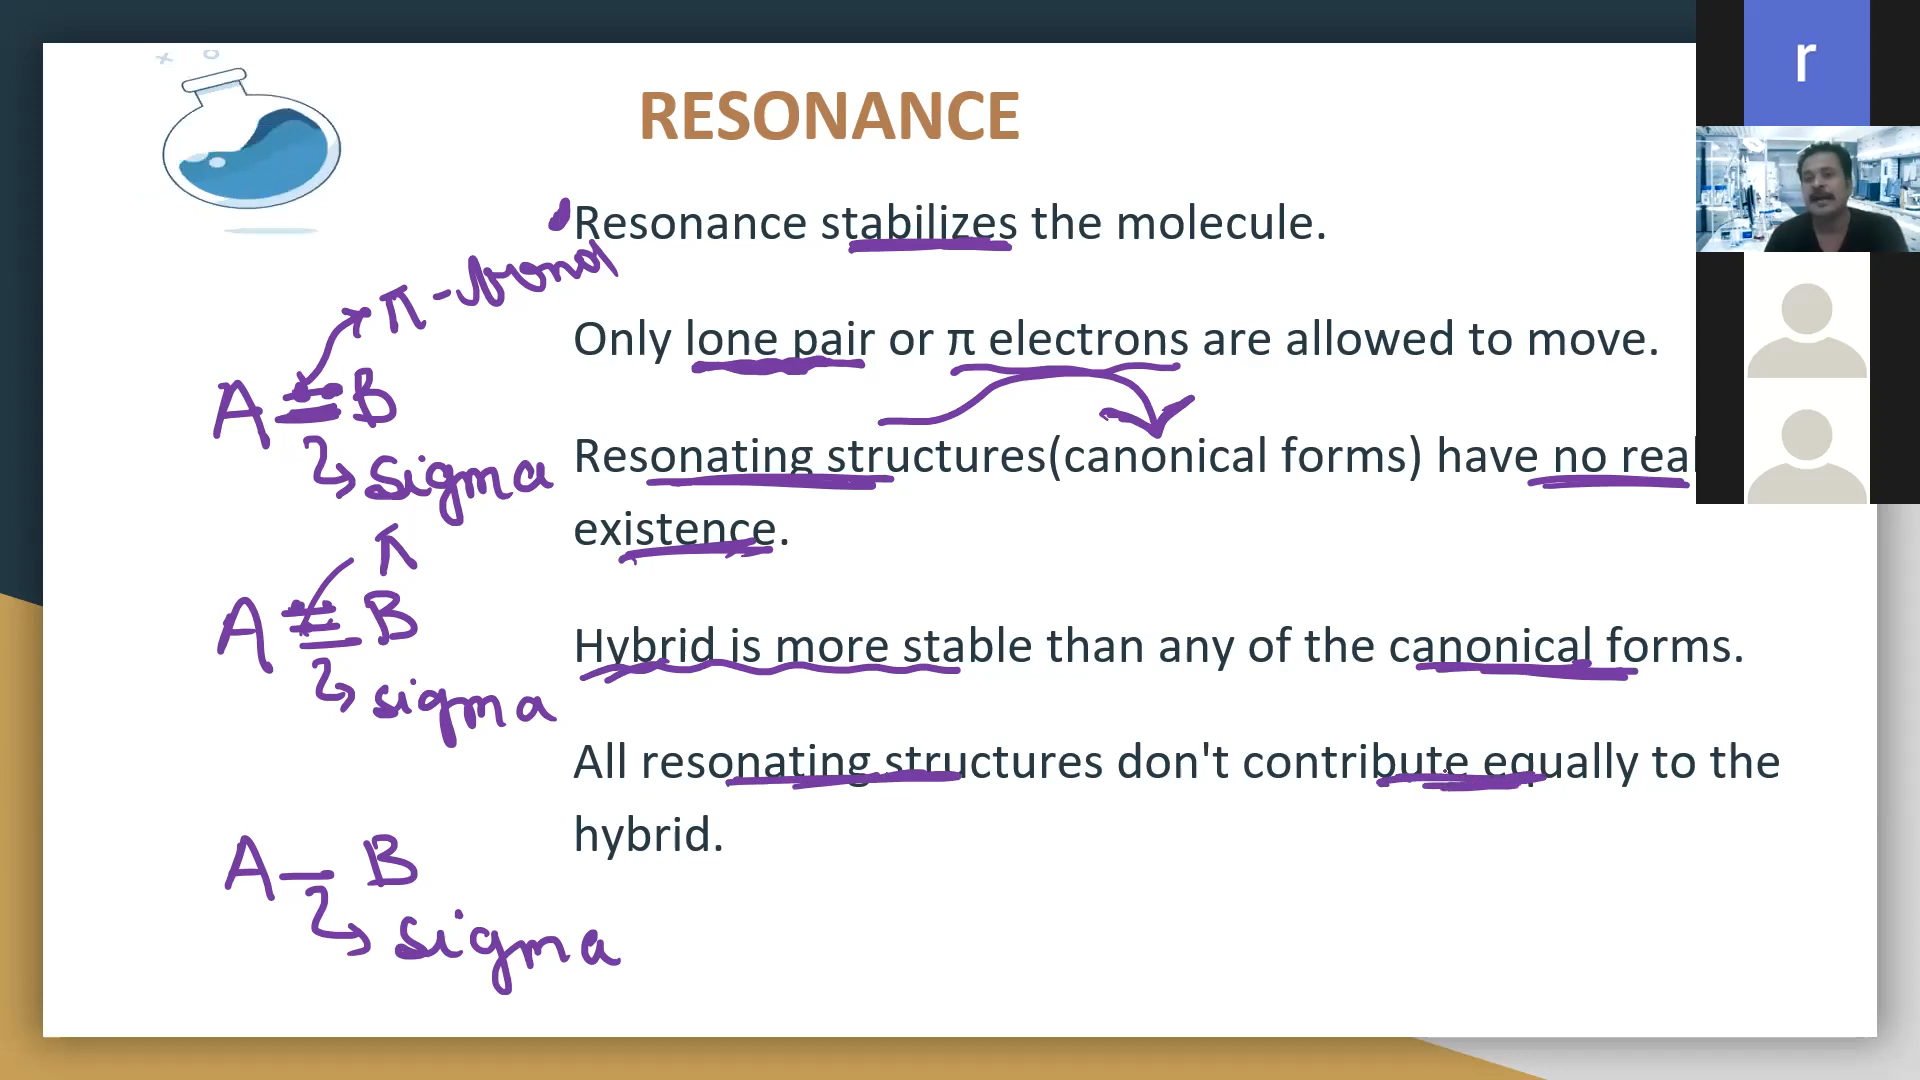 r
RESONANCE
Resonance stabilizes the molecule.
π-bond
Only lone pair or π electrons are allowed to move.
A = B
sigma
Resonating structures(canonical forms) have no real
existence.
π
A ≡ B
sigma
Hybrid is more stable than any of the canonical forms.
All resonating structures don't contribute equally to the
hybrid.
A — B
sigma